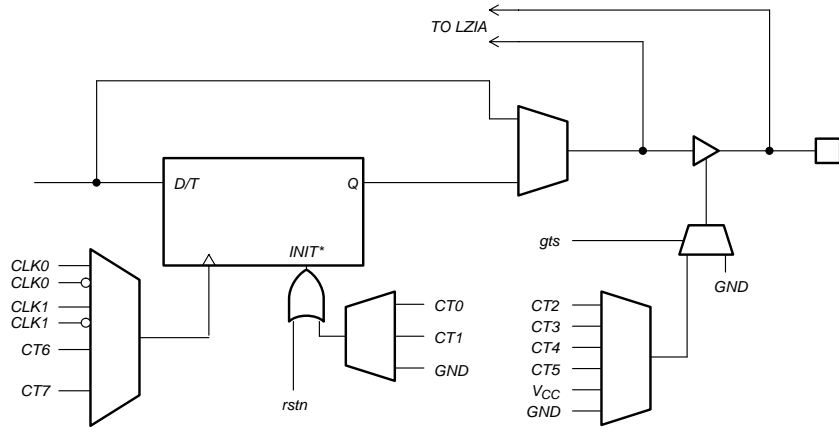 TO LZIA
D/T
Q
INIT*
CLK0
CLK0
CLK1
CLK1
CT6
CT7
rstn
CT0
CT1
GND
gts
GND
CT2
CT3
CT4
CT5
VCC
GND